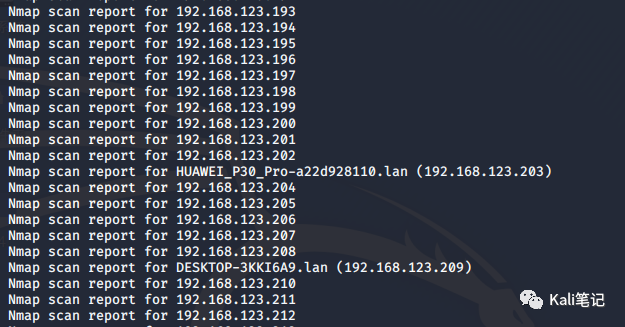 Nmap scan report for 192.168.123.193
Nmap scan report for 192.168.123.194
Nmap scan report for 192.168.123.195
Nmap scan report for 192.168.123.196
Nmap scan report for 192.168.123.197
Nmap scan report for 192.168.123.198
Nmap scan report for 192.168.123.199
Nmap scan report for 192.168.123.200
Nmap scan report for 192.168.123.201
Nmap scan report for 192.168.123.202
Nmap scan report for HUAWEI_P30_Pro-a22d928110.lan (192.168.123.203)
Nmap scan report for 192.168.123.204
Nmap scan report for 192.168.123.205
Nmap scan report for 192.168.123.206
Nmap scan report for 192.168.123.207
Nmap scan report for 192.168.123.208
Nmap scan report for DESKTOP-3KKI6A9.lan (192.168.123.209)
Nmap scan report for 192.168.123.210
Nmap scan report for 192.168.123.211
Nmap scan report for 192.168.123.212
Kali笔记